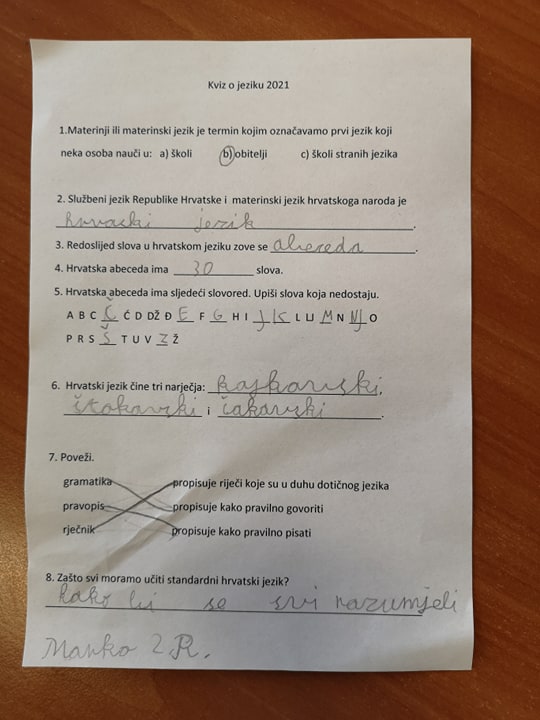 Kviz o jeziku 2021
1.Materinji ili materinski jezik je termin kojim označavamo prvi jezik koji
neka osoba nauči u: a) školi b) obitelji c) školi stranih jezika
2. Službeni jezik Republike Hrvatske i materinski jezik hrvatskoga naroda je
hrvacki jezik.
3. Redoslijed slova u hrvatskom jeziku zove se abeceda.
4. Hrvatska abeceda ima 30 slova.
5. Hrvatska abeceda ima sljedeći slovored. Upiši slova koja nedostaju.
A B C Č Ć D DŽ Đ E F G H I J K L LJ M N NJ O
P R S Š T U V Z Ž
6. Hrvatski jezik čine tri narječja: kajkavski,
štokavski i čakavski.
7. Poveži.
gramatika propisuje riječi koje su u duhu dotičnog jezika
pravopis propisuje kako pravilno govoriti
rječnik propisuje kako pravilno pisati
8. Zašto svi moramo učiti standardni hrvatski jezik?
kako bi se svi razumjeli
Marko 2.R.